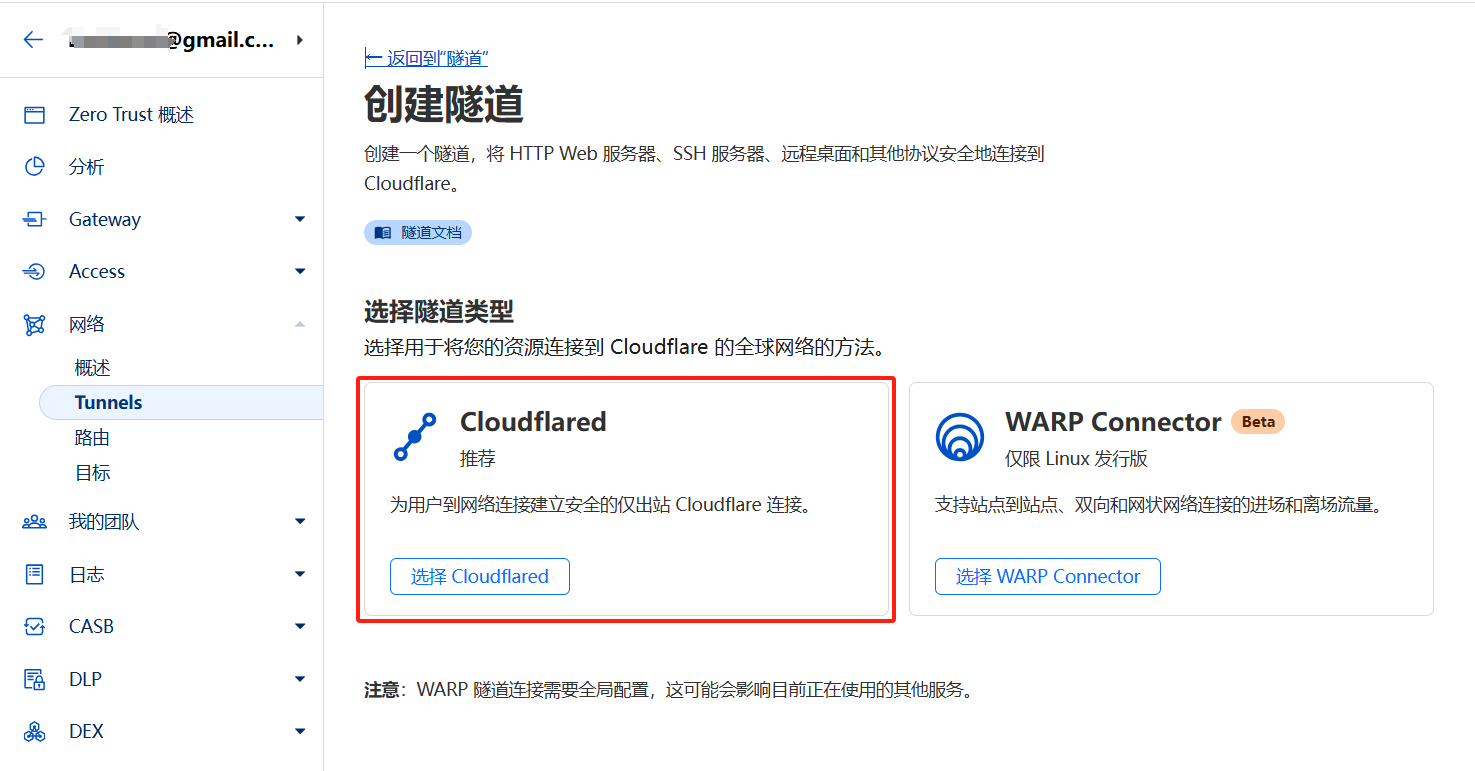 @gmail.c...
Zero Trust 概述
分析
Gateway
Access
网络
概述
Tunnels
路由
目标
我的团队
日志
CASB
DLP
DEX
返回到“隧道”
创建隧道
创建一个隧道，将 HTTP Web 服务器、SSH 服务器、远程桌面和其他协议安全地连接到
Cloudflare。
隧道文档
选择隧道类型
选择用于将您的资源连接到 Cloudflare 的全球网络的方法。
Cloudflared
推荐
为用户到网络连接建立安全的仅出站 Cloudflare 连接。
选择 Cloudflared
WARP Connector Beta
仅限 Linux 发行版
支持站点到站点、双向和网状网络连接的进场和离场流量。
选择 WARP Connector
注意：WARP 隧道连接需要全局配置，这可能会影响目前正在使用的其他服务。